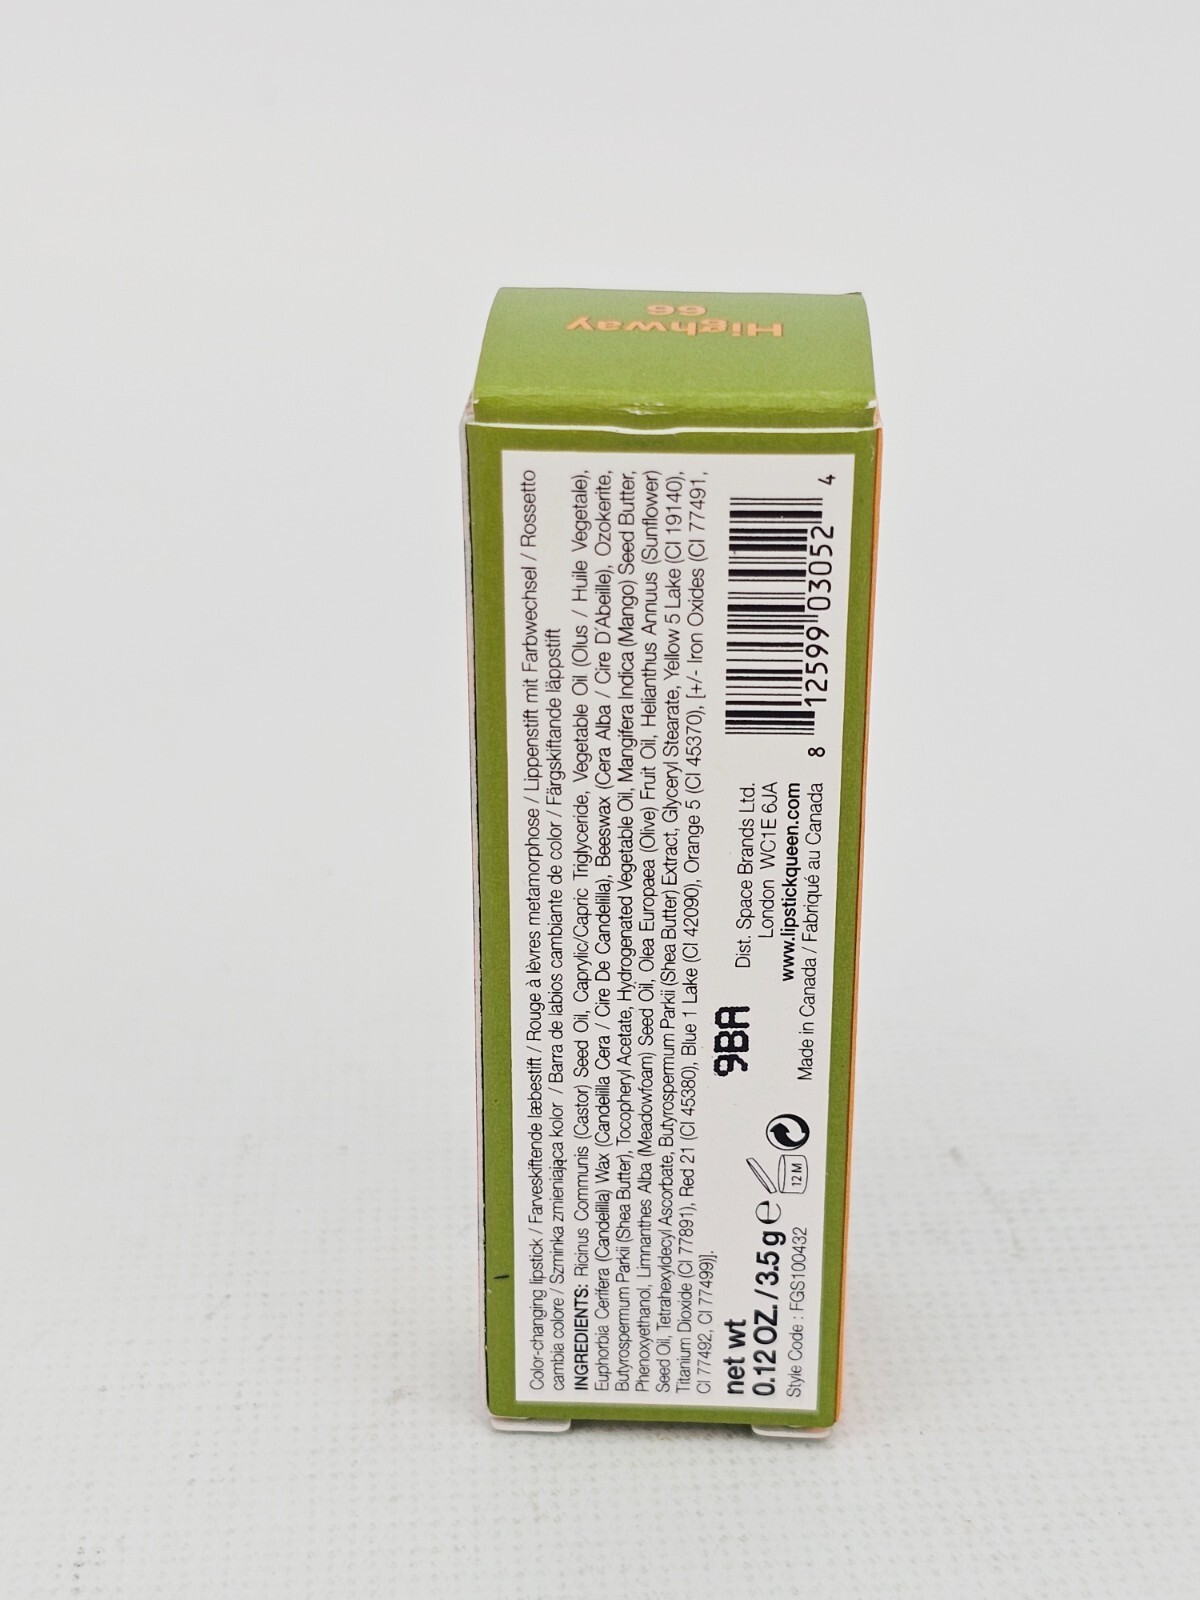 Highway
66
Color-changing lipstick / Farveskiftende læbestift / Rouge à lèvres metamorphose / Lippenstift mit Farbwechsel / Rossetto
cambia colore / Szminka zmieniająca kolor / Barra de labios cambiante de color / Färgskiftande läppstift
INGREDIENTS: Ricinus Communis (Castor) Seed Oil, Caprylic/Capric Triglyceride, Vegetable Oil (Olus / Huile Vegetale),
Euphorbia Cerifera (Candelilla) Wax (Candelilla Cera / Cire De Candelilla), Beeswax (Cera Alba / Cire D'Abeille), Ozokerite,
Butyrospermum Parkii (Shea Butter), Tocopheryl Acetate, Hydrogenated Vegetable Oil, Mangifera Indica (Mango) Seed Butter,
Phenoxyethanol, Limnanthes Alba (Meadowfoam) Seed Oil, Olea Europaea (Olive) Fruit Oil, Helianthus Annuus (Sunflower)
Seed Oil, Tetrahexyldecyl Ascorbate, Butyrospermum Parkii (Shea Butter) Extract, Glyceryl Stearate, Yellow 5 Lake (CI 19140),
Titanium Dioxide (CI 77891), Red 21 (CI 45380), Blue 1 Lake (CI 42090), Orange 5 (CI 45370), [+/- Iron Oxides (CI 77491,
CI 77492, CI 77499)].
net wt
0.12 OZ. / 3.5 g e
12 M
Style Code : FGS100432
9BA
Dist. Space Brands Ltd.
London WC1E 6JA
www.lipstickqueen.com
Made in Canada / Fabriqué au Canada
8 12599 03052 4